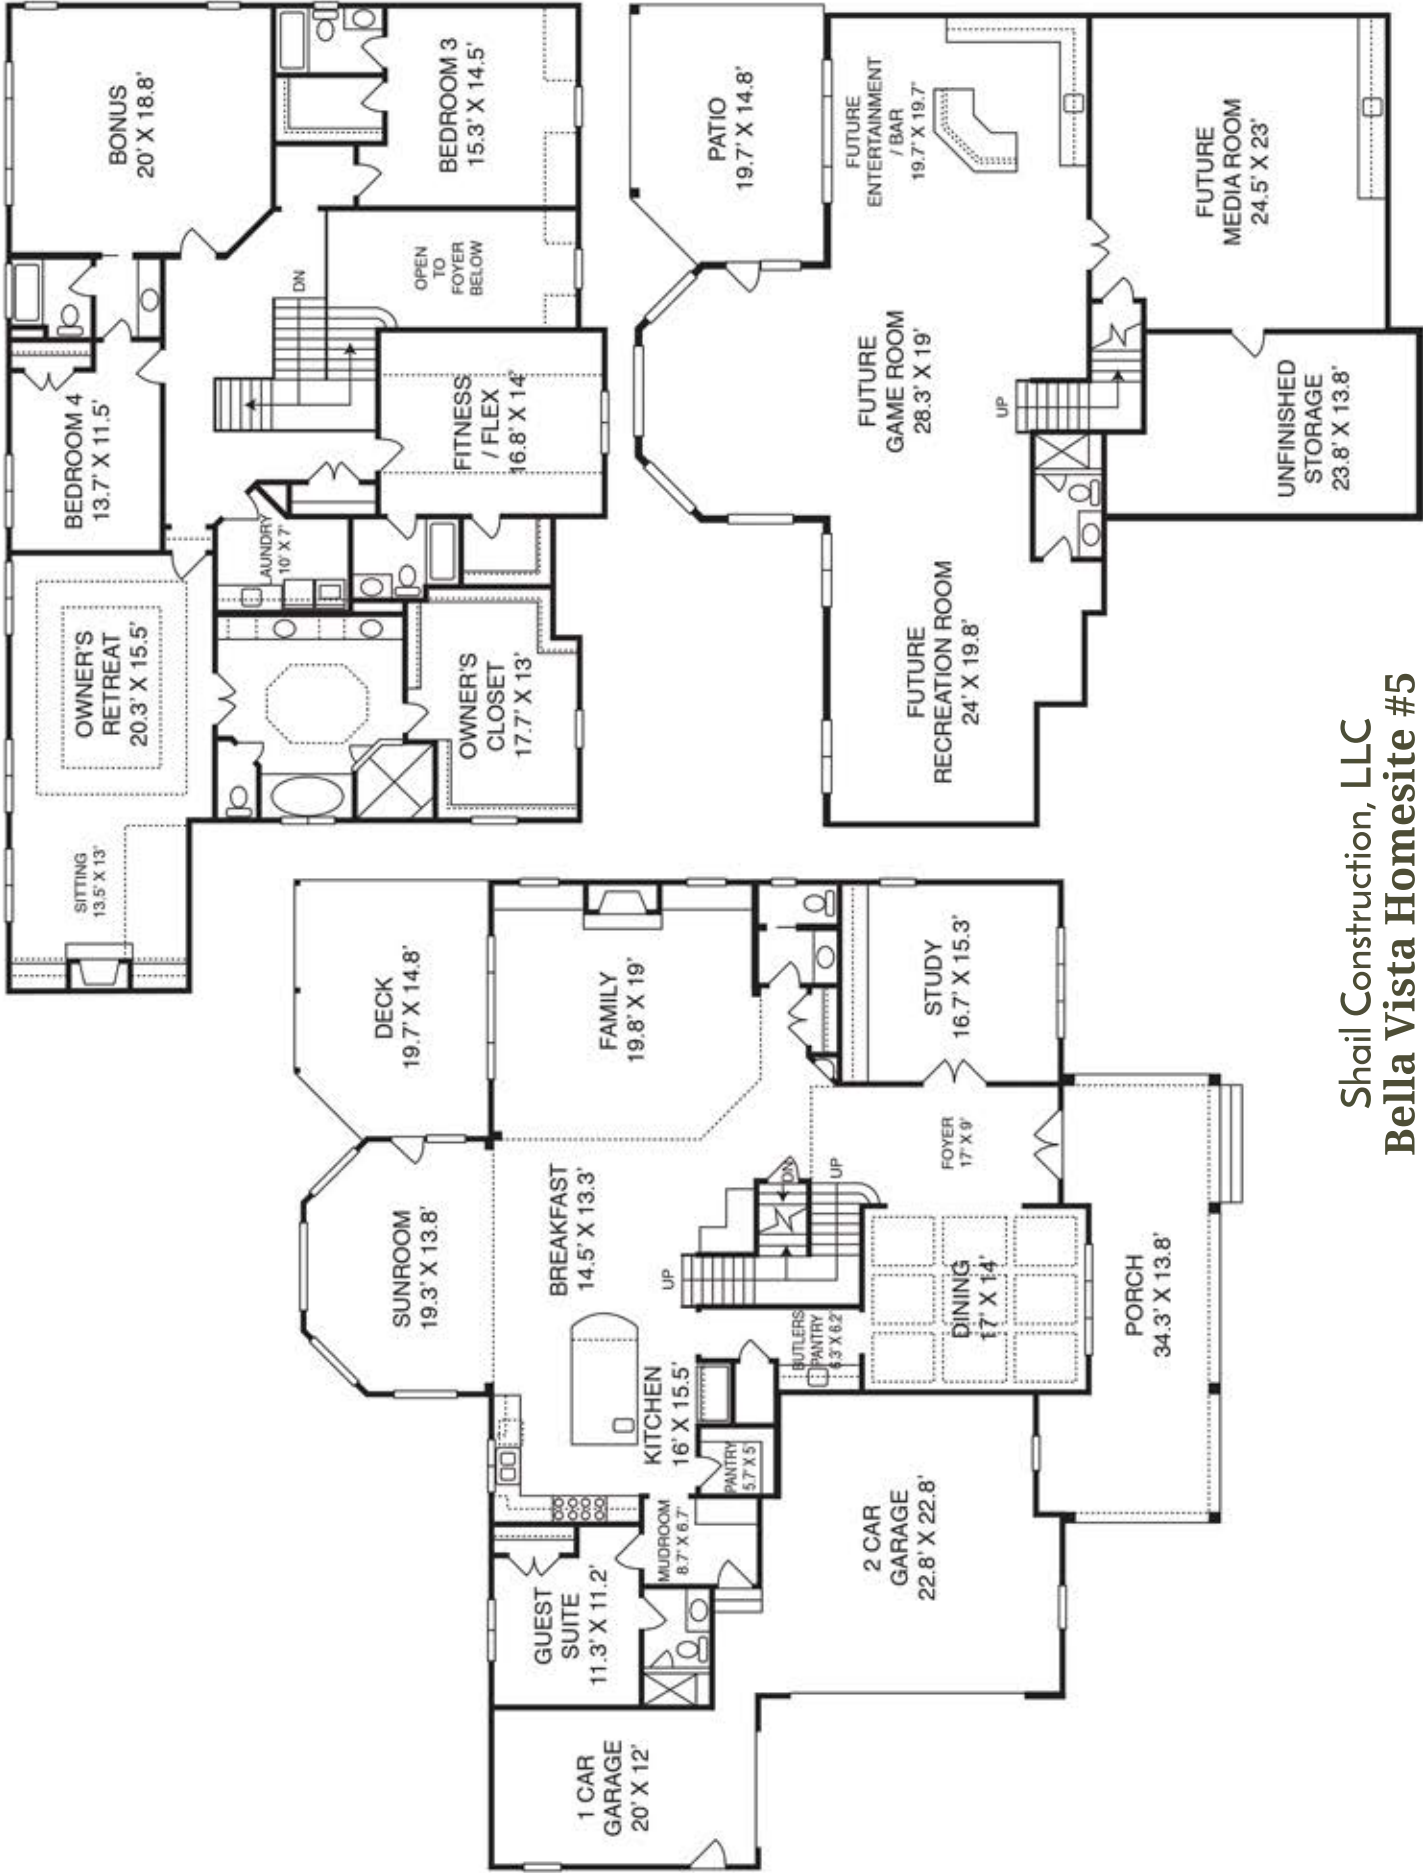 BONUS
20' X 18.8'
BEDROOM 3
15.3' X 14.5'
OPEN
TO
FOYER
BELOW
DN
BEDROOM 4
13.7' X 11.5'
FITNESS
/ FLEX
16.8' X 14'
AUNDRY
10' X 7'
OWNER'S
RETREAT
20.3' X 15.5'
OWNER'S
CLOSET
17.7' X 13'
SITTING
13.5' X 13'
PATIO
19.7' X 14.8'
FUTURE
ENTERTAINMENT
/ BAR
19.7' X 19.7'
FUTURE
MEDIA ROOM
24.5' X 23'
FUTURE
GAME ROOM
28.3' X 19'
UP
UNFINISHED
STORAGE
23.8' X 13.8'
FUTURE
RECREATION ROOM
24' X 19.8'
DECK
19.7' X 14.8'
FAMILY
19.8' X 19'
STUDY
16.7' X 15.3'
SUNROOM
19.3' X 13.8'
BREAKFAST
14.5' X 13.3'
DN
UP
UP
FOYER
17' X 9'
DINING
17' X 14'
PORCH
34.3' X 13.8'
BUTLERS
PANTRY
6.3' X 6.2'
KITCHEN
16' X 15.5'
PANTRY
5.7' X 5'
MUDROOM
8.7' X 6.7'
GUEST
SUITE
11.3' X 11.2'
2 CAR
GARAGE
22.8' X 22.8'
1 CAR
GARAGE
20' X 12'
Shail Construction, LLC
Bella Vista Homesite #5